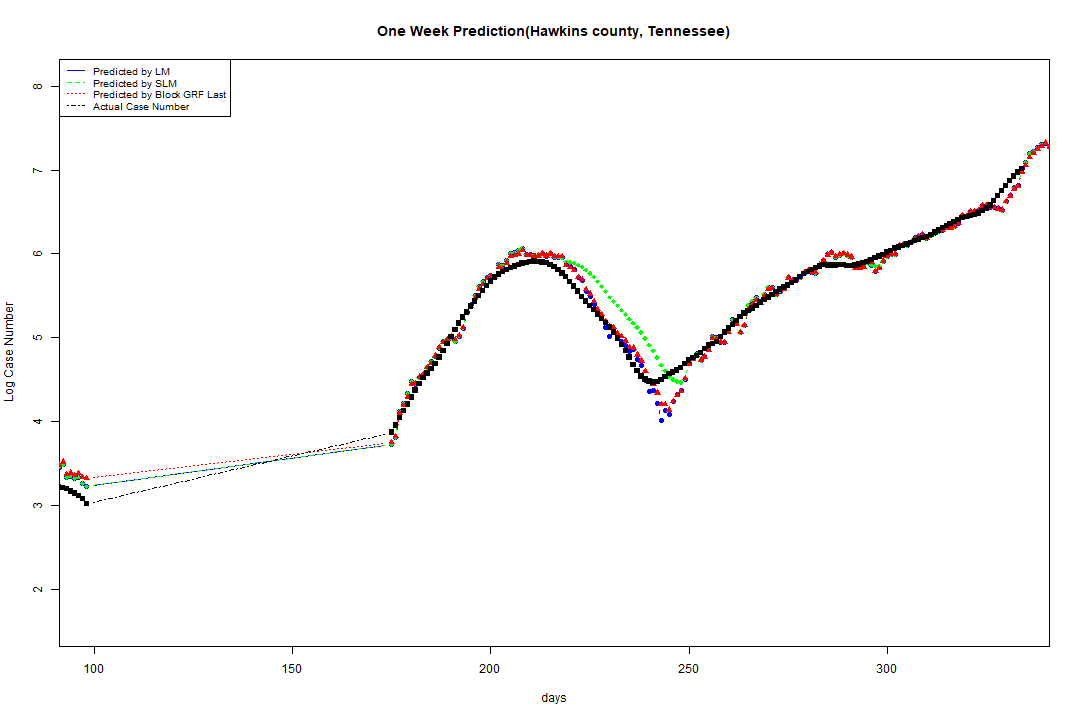 One Week Prediction(Hawkins county, Tennessee)
Predicted by LM
Predicted by SLM
Predicted by Block GRF Last
Actual Case Number
8
7
6
5
4
3
2
Log Case Number
100 150 200 250 300
days